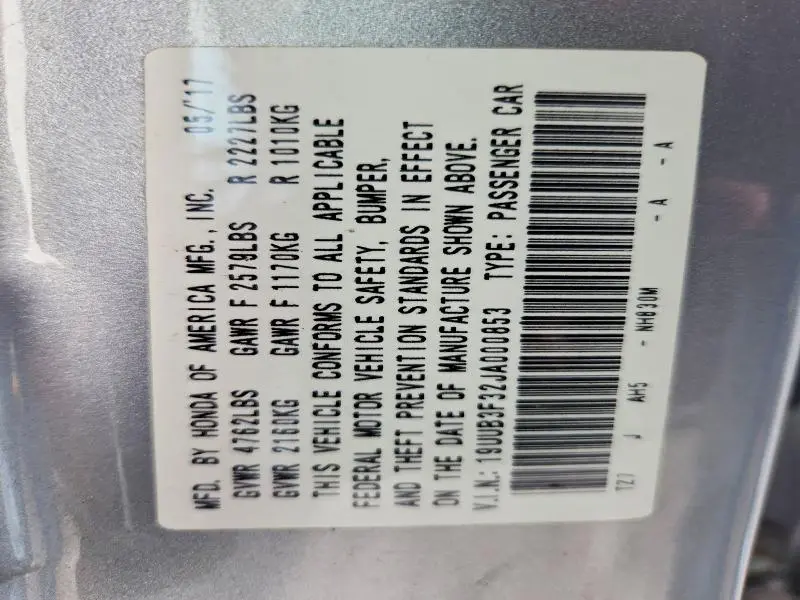 MFD. BY HONDA OF AMERICA MFG., INC. 05/'17
GVWR 4762LBS GAWR F 2579LBS R 2227LBS
GVWR 2160KG GAWR F 1170KG R 1010KG
THIS VEHICLE CONFORMS TO ALL APPLICABLE
FEDERAL MOTOR VEHICLE SAFETY, BUMPER,
AND THEFT PREVENTION STANDARDS IN EFFECT
ON THE DATE OF MANUFACTURE SHOWN ABOVE.
V.I.N.: 19UUB3F32JA000853 TYPE: PASSENGER CAR
TZ7 J AH5 - NH830M - A - A